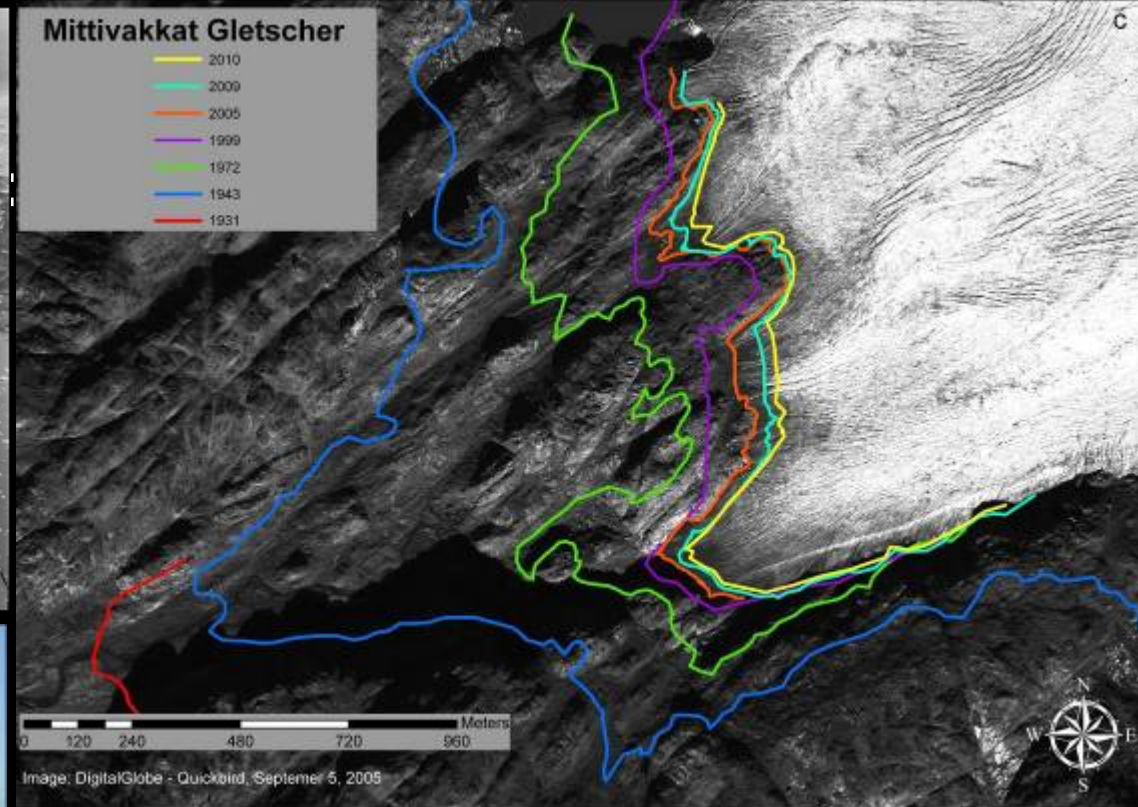 Mittivakkat Gletscher
2010
2009
2005
1999
1972
1943
1931
C
Meters
0 120 240 480 720 960
Image: DigitalGlobe - Quickbird, Septemer 5, 2005
N
W E
S